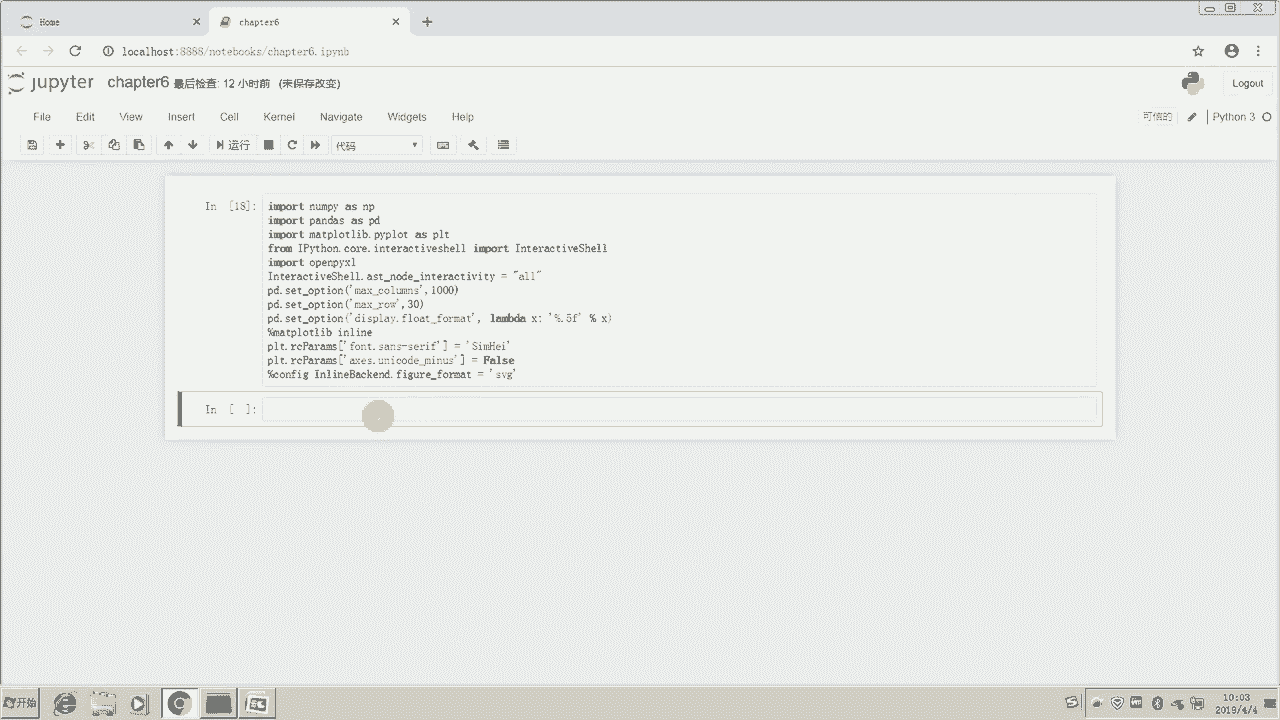 Home
chapter6
localhost:8888/notebooks/chapter6.ipynb
jupyter chapter6 最后检查: 12 小时前 (未保存改变)
Logout
File Edit View Insert Cell Kernel Navigate Widgets Help
可信的 Python 3
运行 代码
In [18]: import numpy as np
import pandas as pd
import matplotlib.pyplot as plt
from IPython.core.interactiveshell import InteractiveShell
import openpyxl
InteractiveShell.ast_node_interactivity = "all"
pd.set_option('max_columns',1000)
pd.set_option('max_row',30)
pd.set_option('display.float_format', lambda x: '%.5f' % x)
%matplotlib inline
plt.rcParams['font.sans-serif'] = 'SimHei'
plt.rcParams['axes.unicode_minus'] = False
%config InlineBackend.figure_format = 'svg'
In [ ]:
开始
10:03
2019/4/4